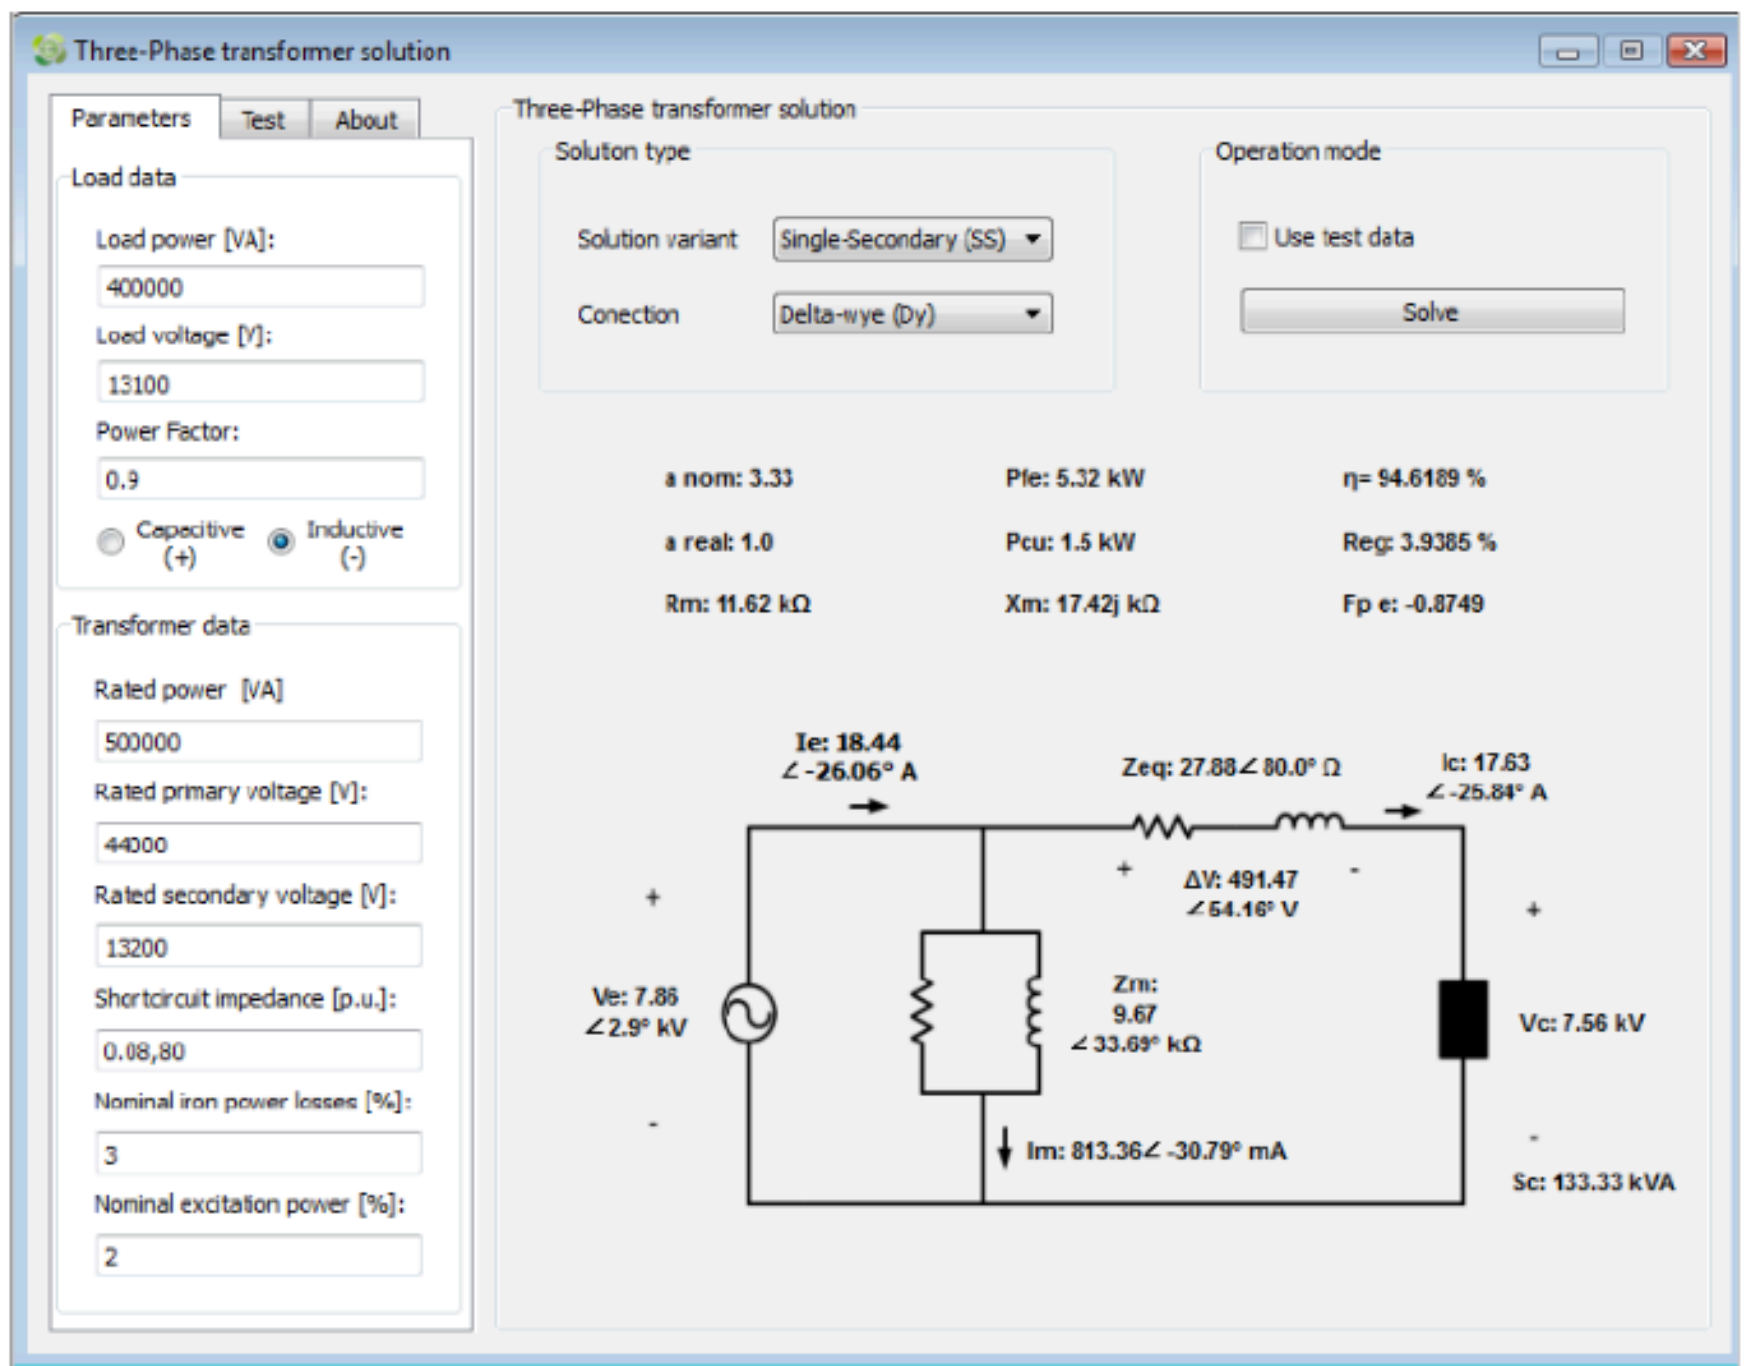 Three-Phase transformer solution
Parameters
Test
About
Load data
Load power [VA]:
400000
Load voltage [V]:
13100
Power Factor:
0.9
Capacitive
(+)
Inductive
(-)
Transformer data
Rated power [VA]
500000
Rated primary voltage [V]:
44000
Rated secondary voltage [V]:
13200
Shortcircuit impedance [p.u.]:
0.08,80
Nominal iron power losses [%]:
3
Nominal excitation power [%]:
2
Three-Phase transformer solution
Solution type
Solution variant
Single-Secondary (SS)
Conection
Delta-wye (Dy)
Operation mode
Use test data
Solve
a nom: 3.33
Pfe: 5.32 kW
η= 94.6189 %
a real: 1.0
Pcu: 1.5 kW
Reg: 3.9385 %
Rm: 11.62 kΩ
Xm: 17.42j kΩ
Fp e: -0.8749
Ie: 18.44
∠ -26.06° A
Zeq: 27.88∠ 80.0° Ω
Ic: 17.63
∠ -25.84° A
+
-
ΔV: 491.47
∠54.16° V
+
Ve: 7.86
∠2.9° kV
-
Zm:
9.67
∠ 33.69° kΩ
Im: 813.36∠ -30.79° mA
+
Vc: 7.56 kV
-
Sc: 133.33 kVA